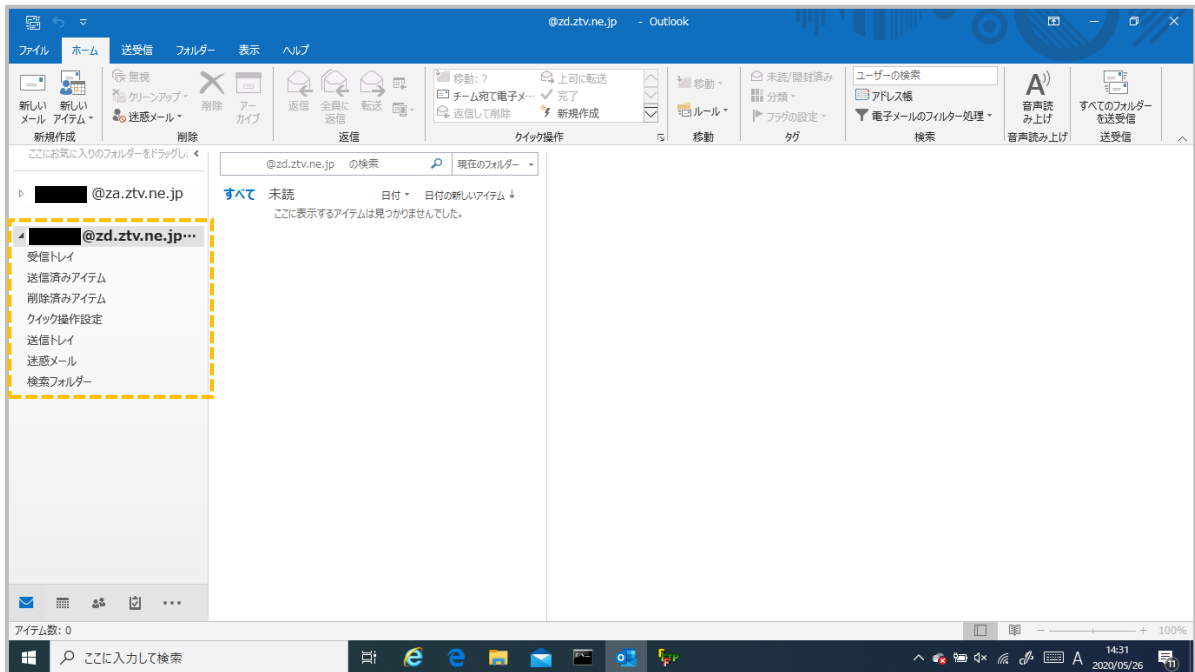 @zd.ztv.ne.jp - Outlook
ファイル ホーム 送受信 フォルダー 表示 ヘルプ
新しいメール
新しいアイテム
新規作成
無視
クリーンアップ
迷惑メール
削除
アーカイブ
削除
返信
全員に返信
転送
返信
移動: ?
チーム宛て電子メ…
返信して削除
上司に転送
完了
新規作成
クイック操作
移動
ルール
移動
未読/開封済み
分類
フラグの設定
タグ
ユーザーの検索
アドレス帳
電子メールのフィルター処理
検索
音声読み上げ
音声読み上げ
すべてのフォルダーを送受信
送受信
ここにお気に入りのフォルダーをドラッグし
@za.ztv.ne.jp
@zd.ztv.ne.jp…
受信トレイ
送信済みアイテム
削除済みアイテム
クイック操作設定
送信トレイ
迷惑メール
検索フォルダー
@zd.ztv.ne.jp の検索 現在のフォルダー
すべて 未読 日付 日付の新しいアイテム ↓
ここに表示するアイテムは見つかりませんでした。
アイテム数: 0
100%
ここに入力して検索
A
14:31
2020/05/26